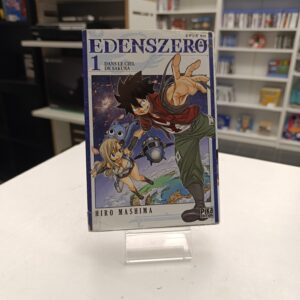 EDENSZERO
1
DANS LE CIEL
DE SAKURA
HIRO MASHIMA
Pika